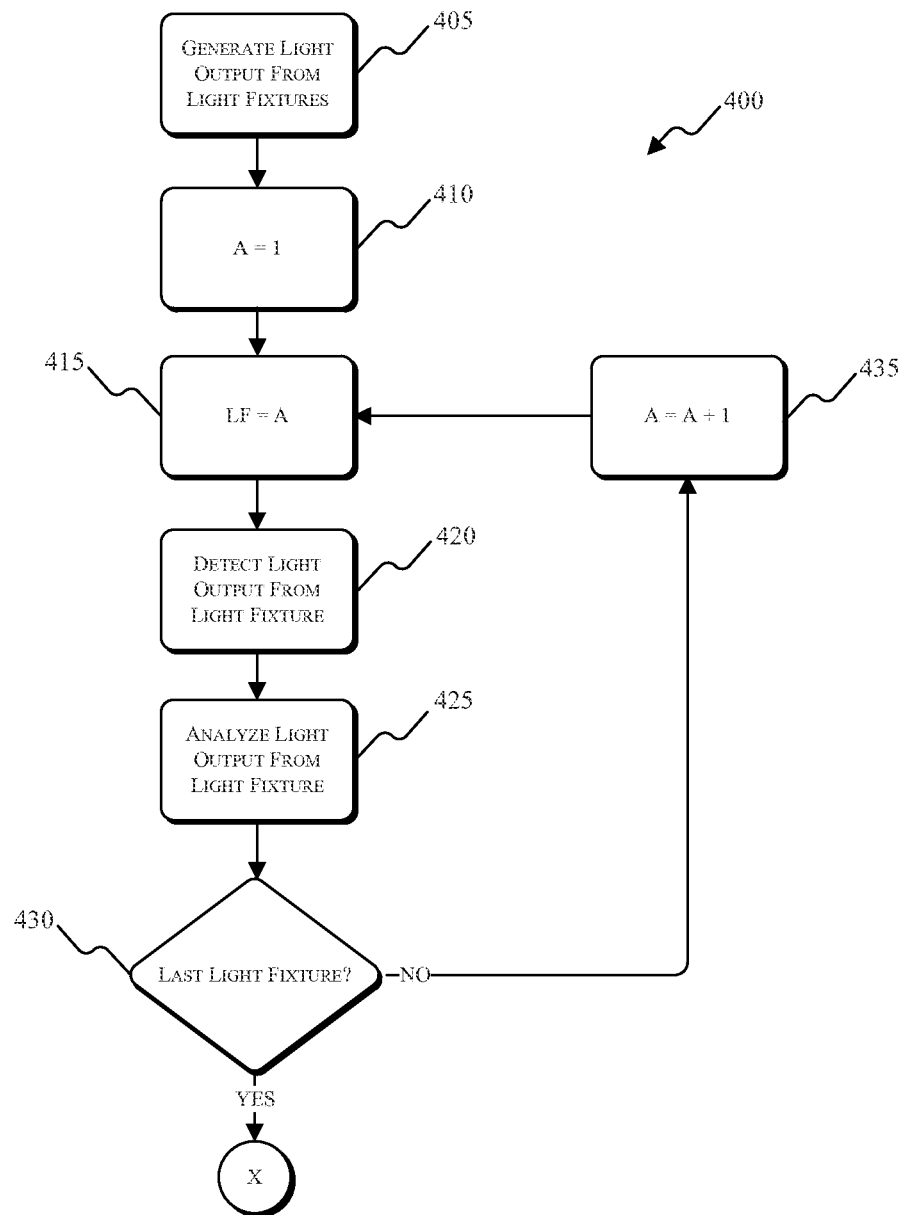 GENERATE LIGHT
OUTPUT FROM
LIGHT FIXTURES
405
400
A = 1
410
LF = A
415
A = A + 1
435
DETECT LIGHT
OUTPUT FROM
LIGHT FIXTURE
420
ANALYZE LIGHT
OUTPUT FROM
LIGHT FIXTURE
425
430
LAST LIGHT FIXTURE?
NO
YES
X